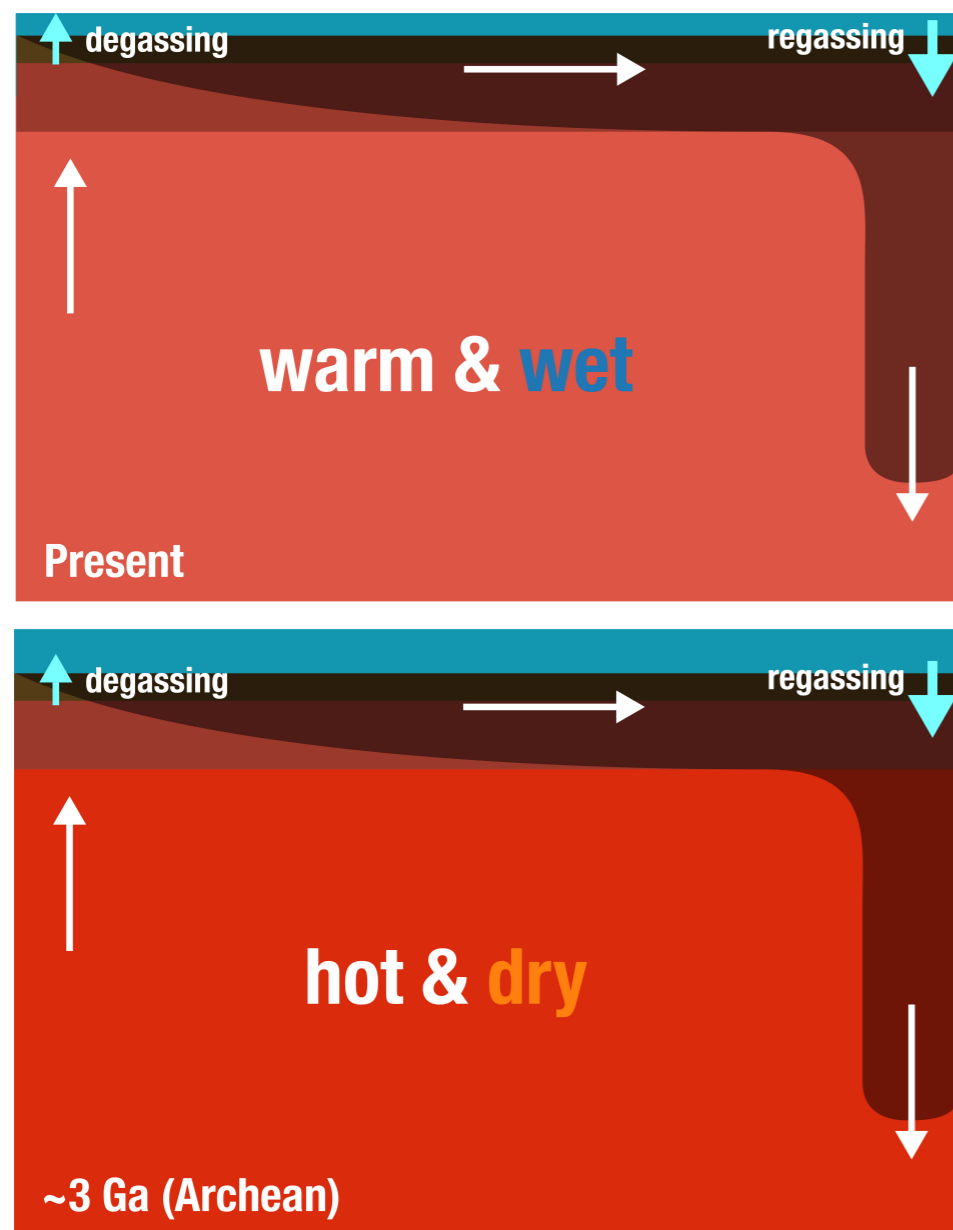 degassing
regassing
warm & wet
Present
degassing
regassing
hot & dry
~3 Ga (Archean)